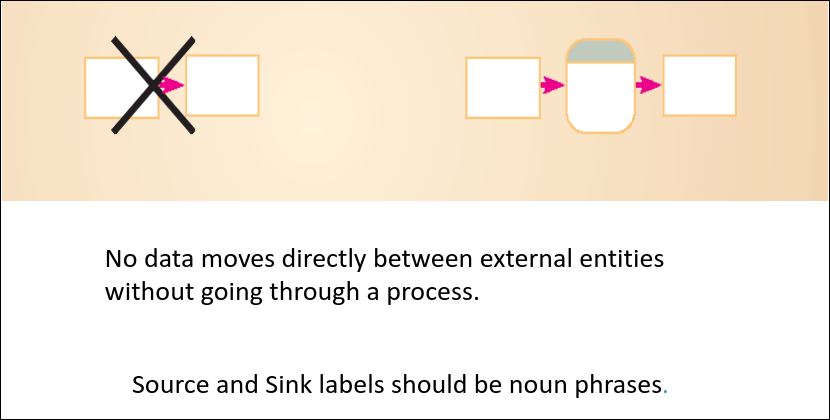 No data moves directly between external entities
without going through a process.
Source and Sink labels should be noun phrases.